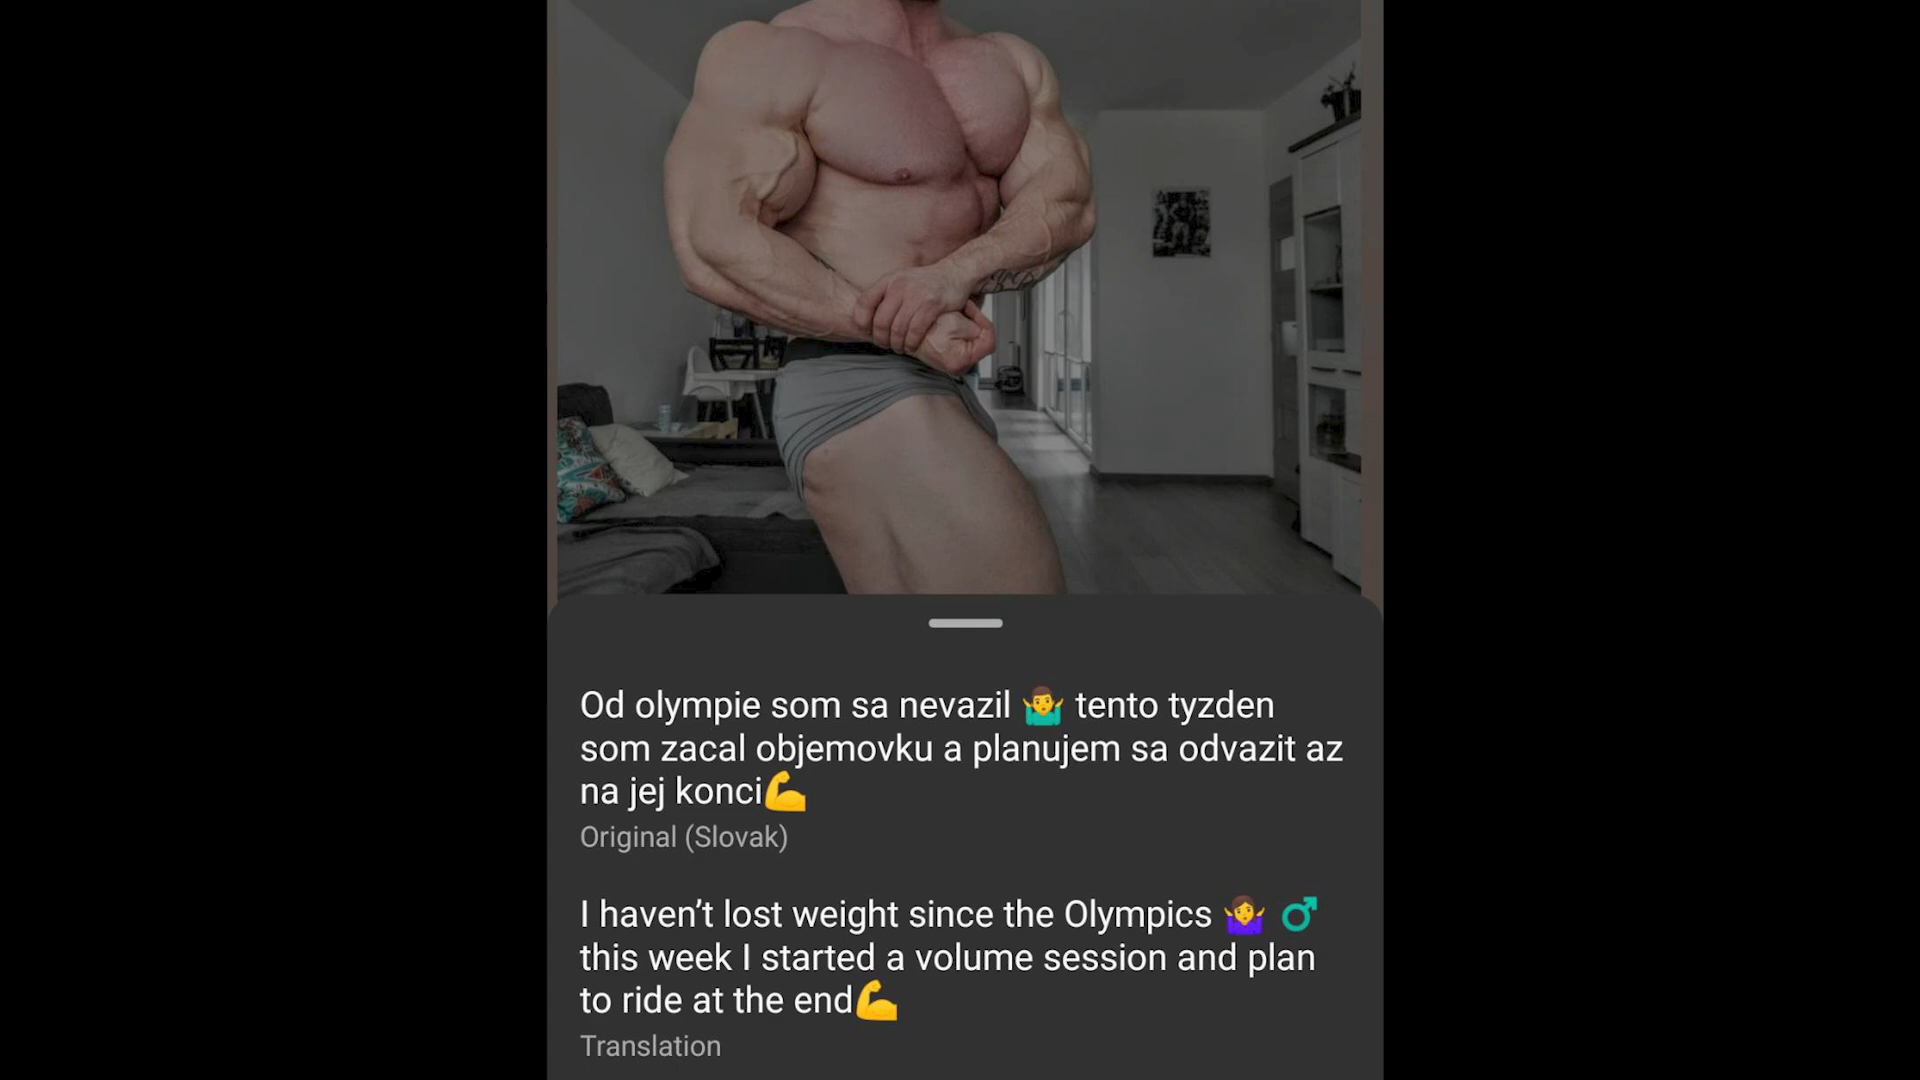 Od olympie som sa nevazil 🤷‍♂️ tento tyzden
som zacal objemovku a planujem sa odvazit az
na jej konci💪
Original (Slovak)
I haven’t lost weight since the Olympics 🤷‍♀️ ♂
this week I started a volume session and plan
to ride at the end💪
Translation